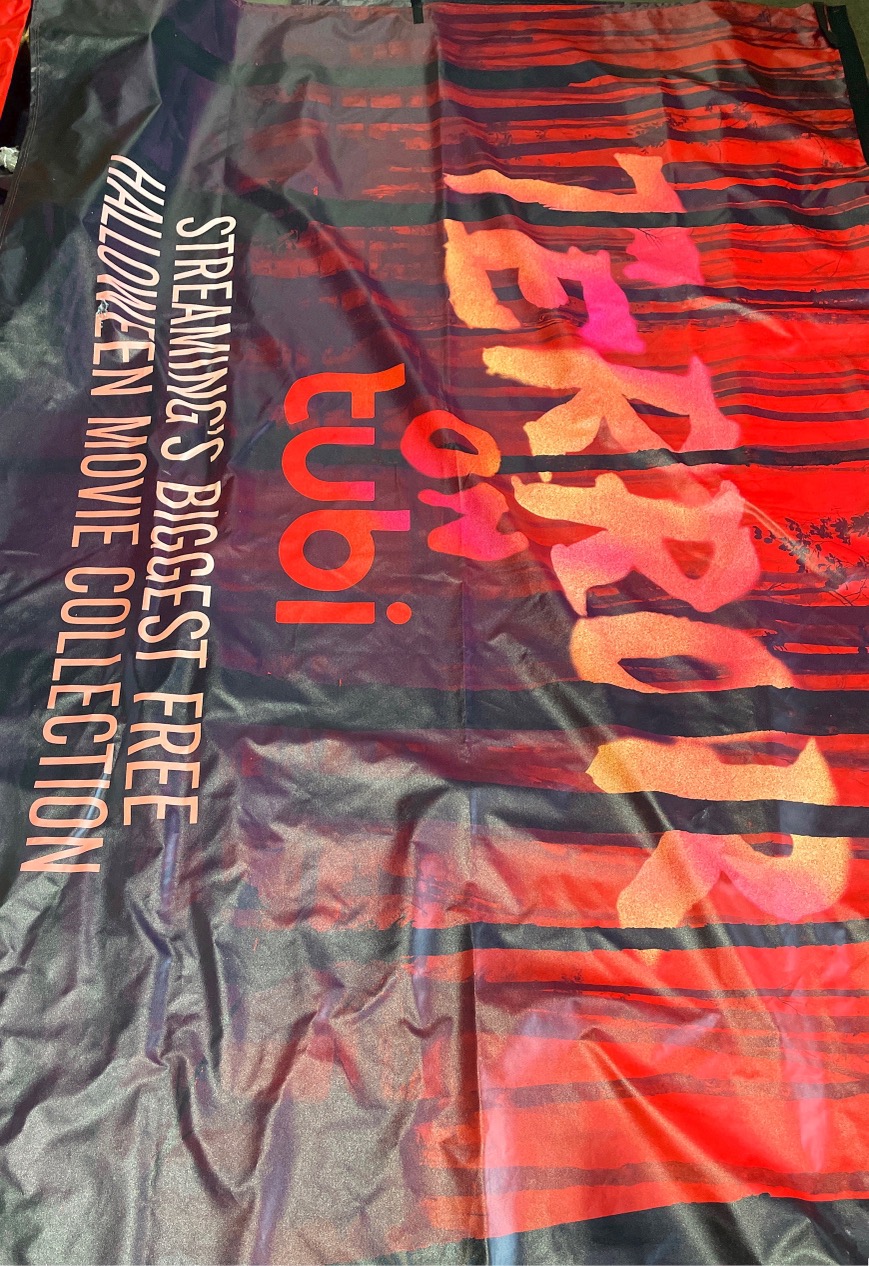 TERROR
ON
tubi
STREAMING'S BIGGEST FREE
HALLOWEEN MOVIE COLLECTION